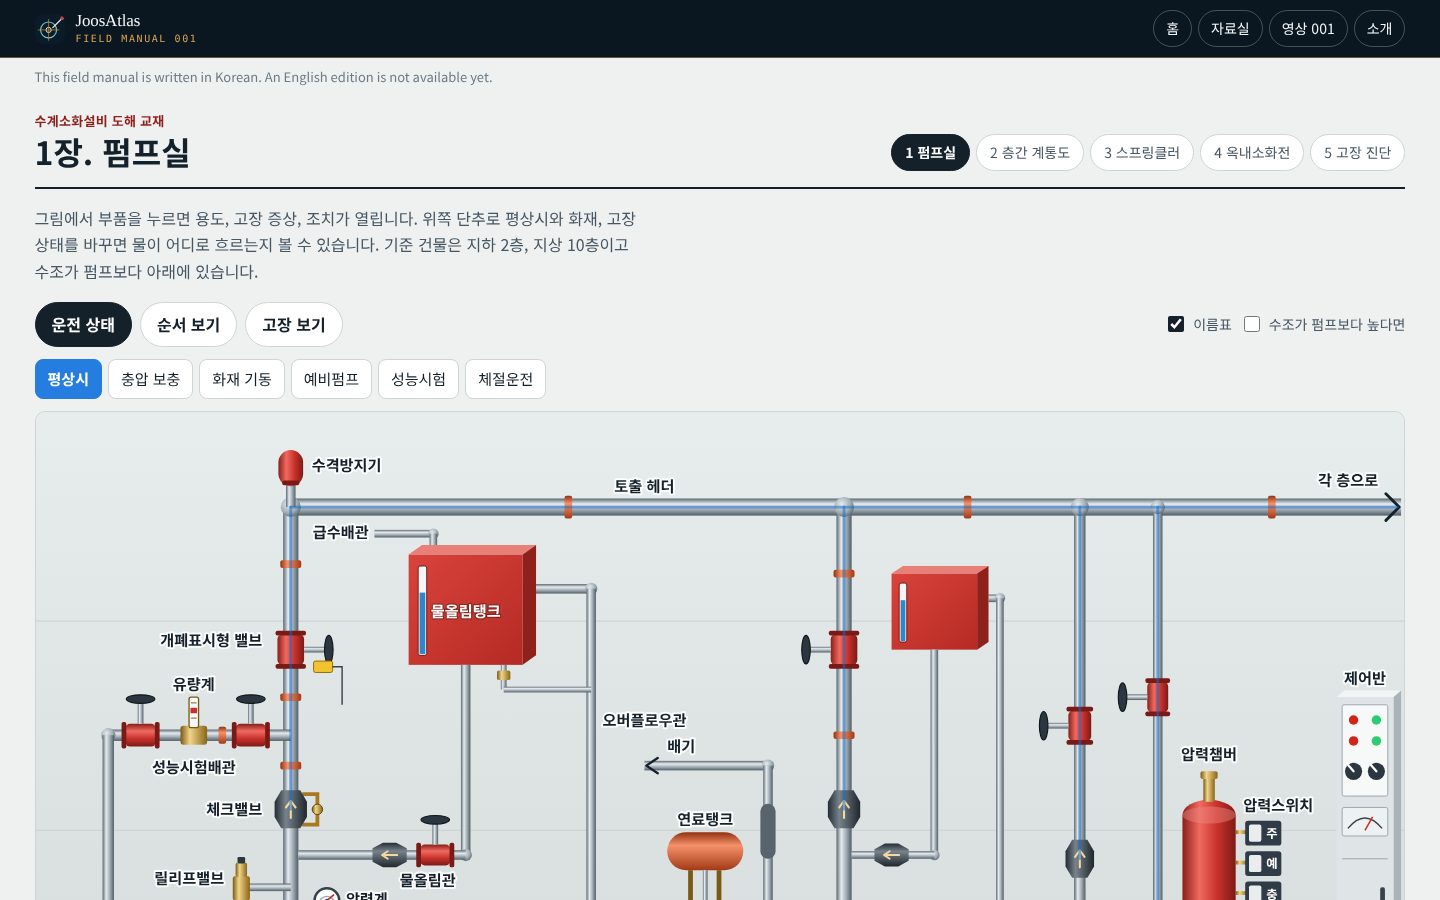 JoosAtlas
FIELD MANUAL 001
홈
자료실
영상 001
소개
This field manual is written in Korean. An English edition is not available yet.
수계소화설비 도해 교재
1장. 펌프실
1 펌프실
2 층간 계통도
3 스프링클러
4 옥내소화전
5 고장 진단
그림에서 부품을 누르면 용도, 고장 증상, 조치가 열립니다. 위쪽 단추로 평상시와 화재, 고장
상태를 바꾸면 물이 어디로 흐르는지 볼 수 있습니다. 기준 건물은 지하 2층, 지상 10층이고
수조가 펌프보다 아래에 있습니다.
운전 상태
순서 보기
고장 보기
이름표
수조가 펌프보다 높다면
평상시
충압 보충
화재 기동
예비펌프
성능시험
체절운전
수격방지기
토출 헤더
각 층으로
급수배관
물올림탱크
개폐표시형 밸브
제어반
유량계
오버플로우관
배기
압력챔버
성능시험배관
체크밸브
연료탱크
압력스위치
주
예
릴리프밸브
물올림관
충
압력계